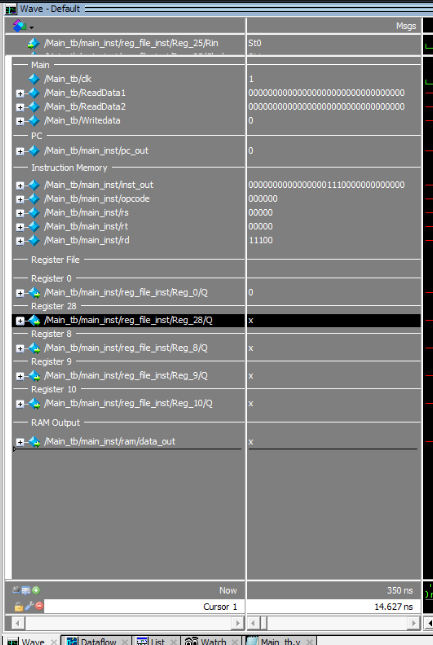 Wave - Default
Msgs
/Main_tb/main_inst/reg_file_inst/Reg_25/Rin St0
Main
/Main_tb/clk 1
/Main_tb/ReadData1 00000000000000000000000000000000
/Main_tb/ReadData2 00000000000000000000000000000000
/Main_tb/Writedata 0
PC
/Main_tb/main_inst/pc_out 0
Instruction Memory
/Main_tb/main_inst/inst_out 00000000000000001110000000000000
/Main_tb/main_inst/opcode 000000
/Main_tb/main_inst/rs 00000
/Main_tb/main_inst/rt 00000
/Main_tb/main_inst/rd 11100
Register File
Register 0
/Main_tb/main_inst/reg_file_inst/Reg_0/Q 0
Register 28
/Main_tb/main_inst/reg_file_inst/Reg_28/Q x
Register 8
/Main_tb/main_inst/reg_file_inst/Reg_8/Q x
Register 9
/Main_tb/main_inst/reg_file_inst/Reg_9/Q x
Register 10
/Main_tb/main_inst/reg_file_inst/Reg_10/Q x
RAM Output
/Main_tb/main_inst/ram/data_out x
Now 350 ns
Cursor 1 14.627 ns
Wave Dataflow List Watch Main_tb.v